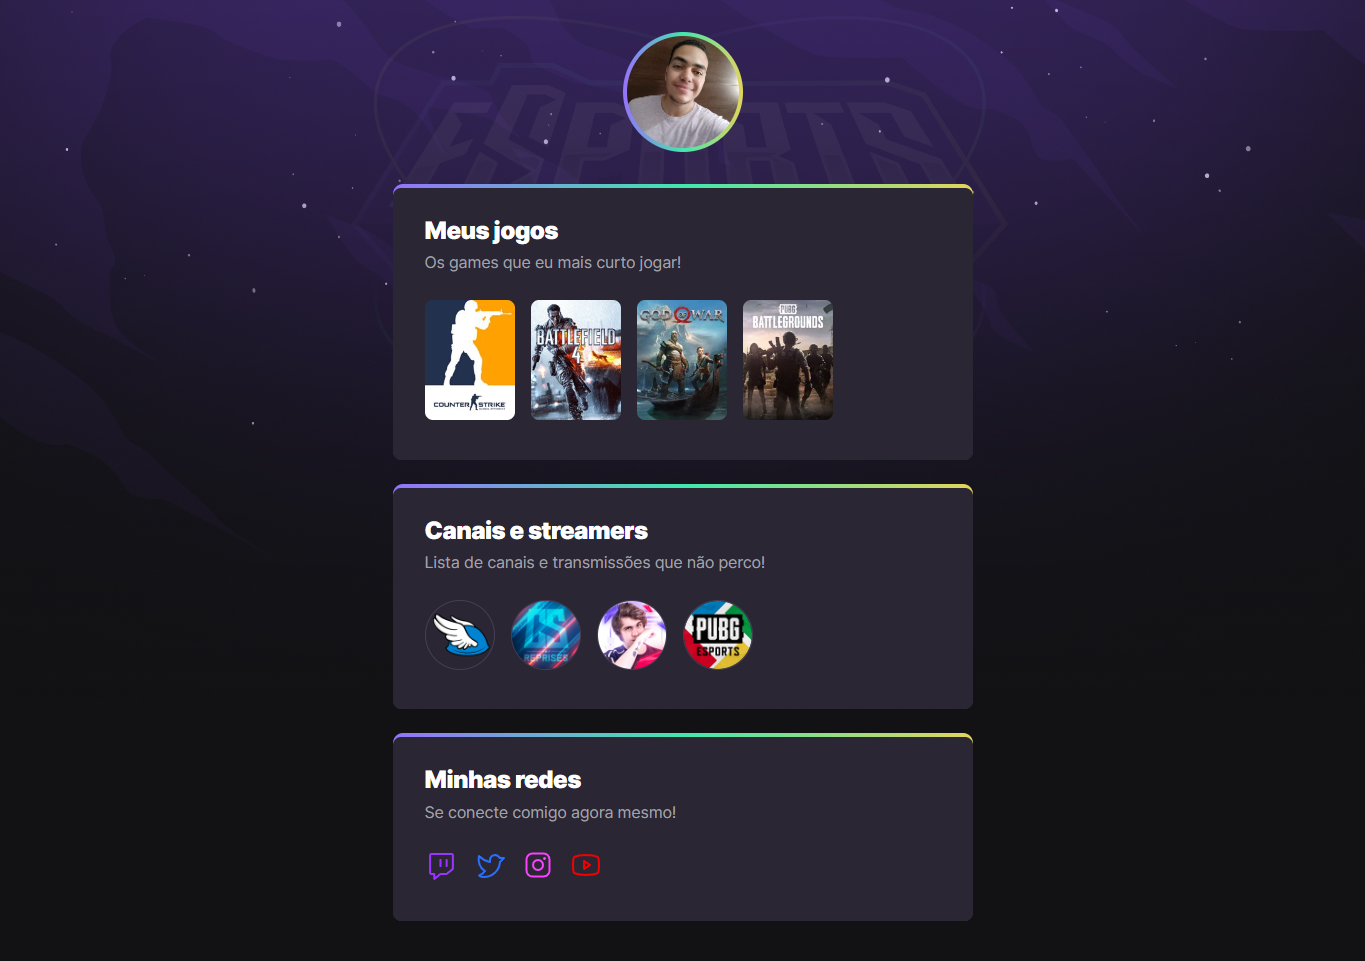 ESPORTS
Meus jogos
Os games que eu mais curto jogar!
COUNTER STRIKE
BATTLEFIELD
4
GOD OF WAR
PUBG
BATTLEGROUNDS
Canais e streamers
Lista de canais e transmissões que não perco!
CS
REPRISES
PUBG
ESPORTS
Minhas redes
Se conecte comigo agora mesmo!